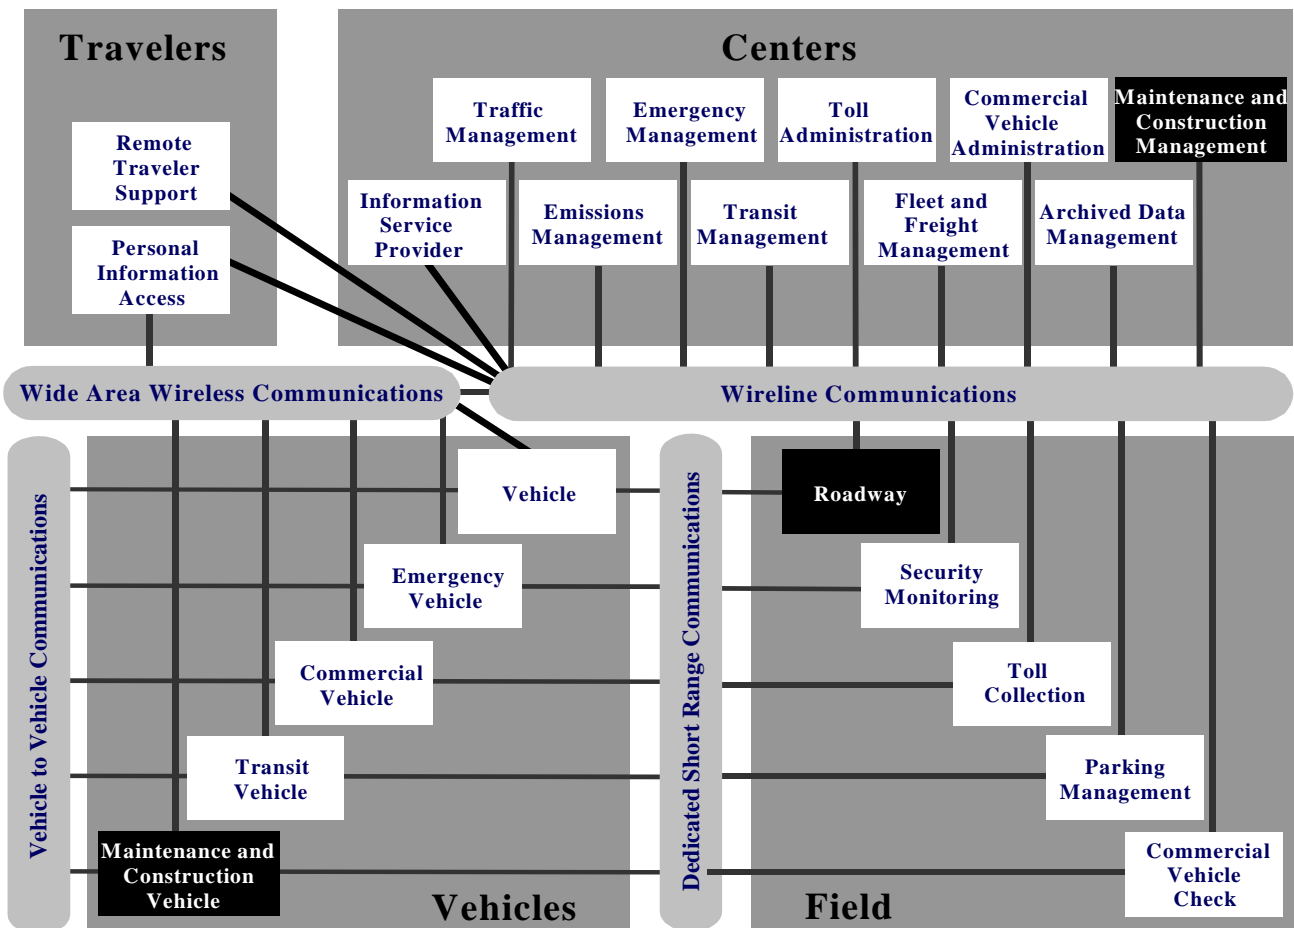 Travelers
Centers
Remote
Traveler
Support
Personal
Information
Access
Traffic
Management
Emergency
Management
Toll
Administration
Commercial
Vehicle
Administration
Maintenance and
Construction
Management
Information
Service
Provider
Emissions
Management
Transit
Management
Fleet and
Freight
Management
Archived Data
Management
Wide Area Wireless Communications
Wireline Communications
Vehicle to Vehicle Communications
Vehicle
Emergency
Vehicle
Commercial
Vehicle
Transit
Vehicle
Maintenance and
Construction
Vehicle
Vehicles
Dedicated Short Range Communications
Roadway
Security
Monitoring
Toll
Collection
Parking
Management
Commercial
Vehicle
Check
Field